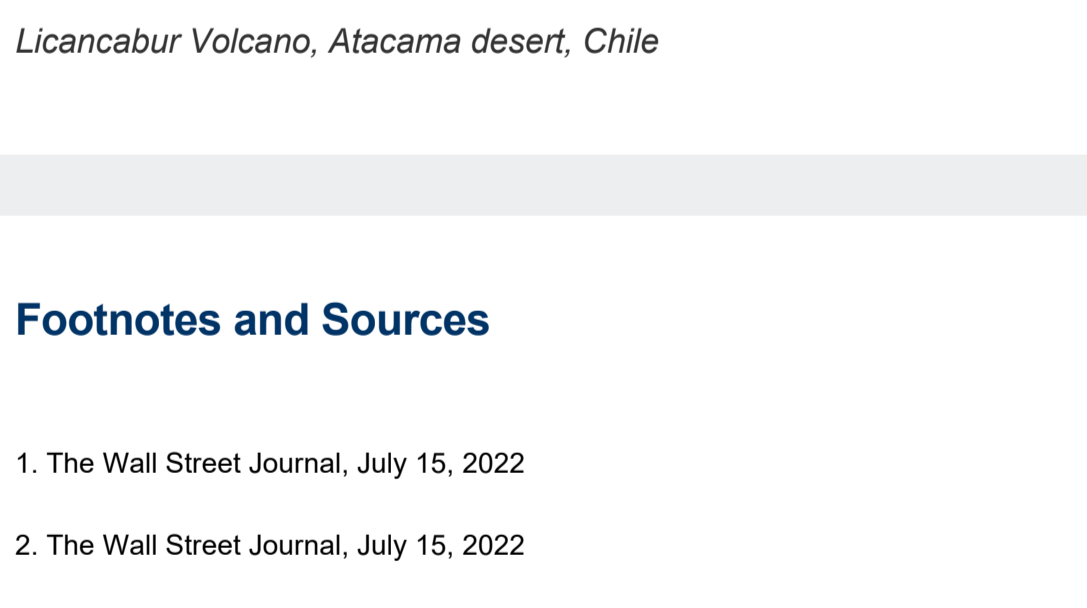 Licancabur Volcano, Atacama desert, Chile
Footnotes and Sources
1. The Wall Street Journal, July 15, 2022
2. The Wall Street Journal, July 15, 2022